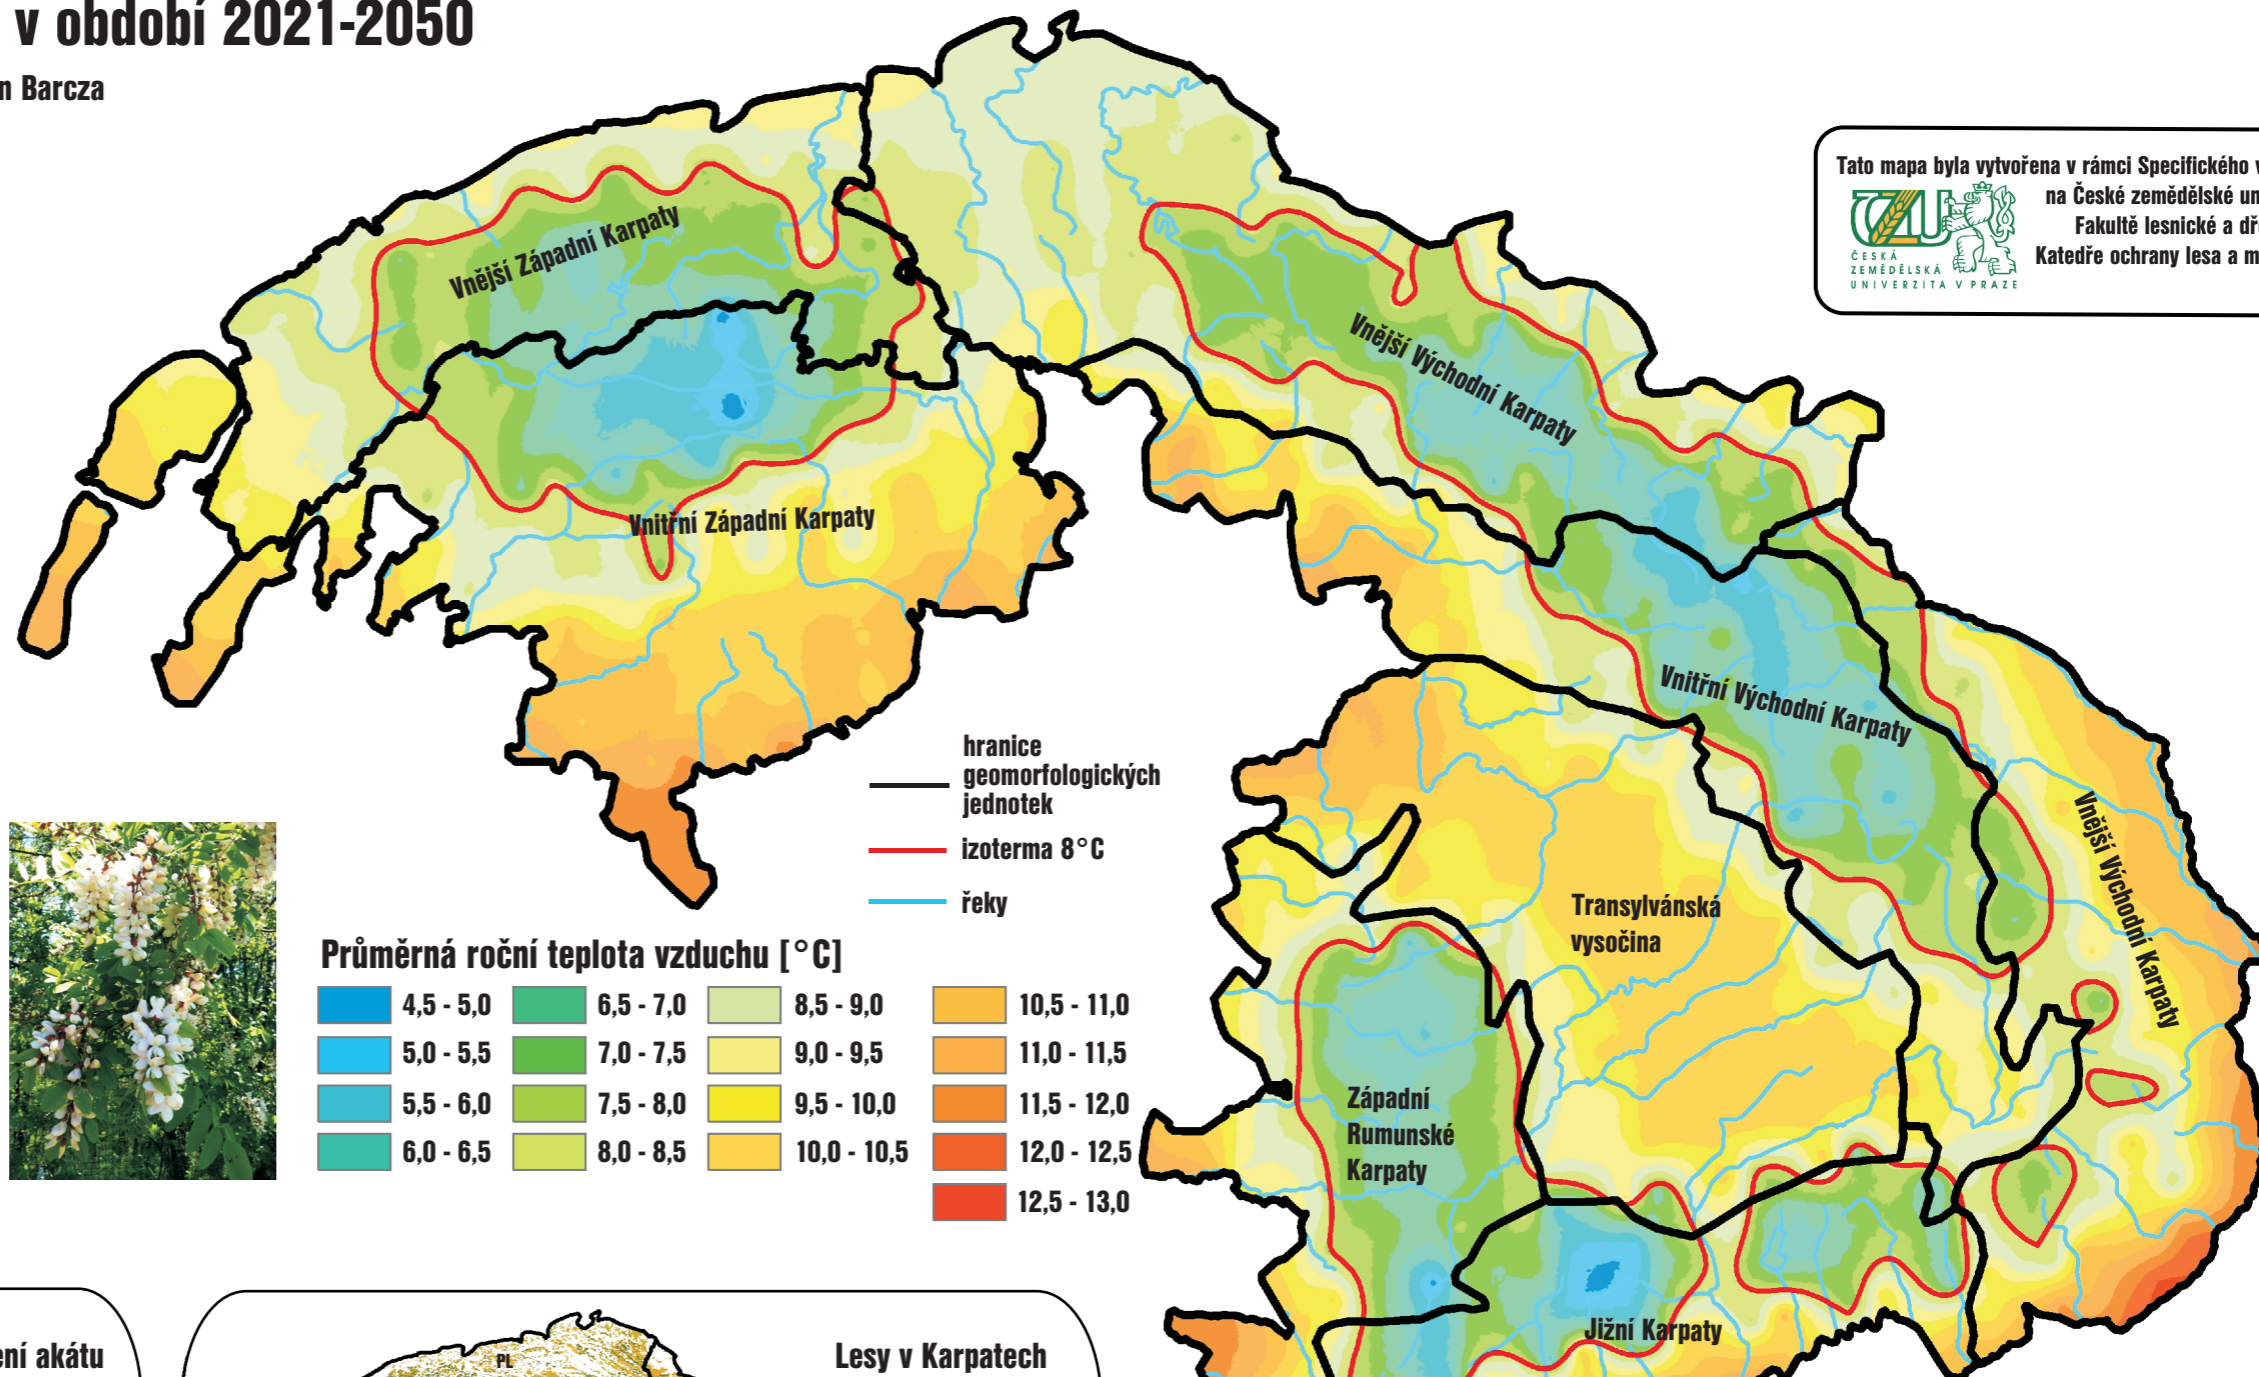 v období 2021-2050
n Barcza
Tato mapa byla vytvořena v rámci Specifického v
na České zemědělské un
Fakultě lesnické a dř
Katedře ochrany lesa a m
ČZU
ČESKÁ
ZEMĚDĚLSKÁ
UNIVERZITA V PRAZE
Vnější Západní Karpaty
Vnější Východní Karpaty
Vnitřní Západní Karpaty
Vnitřní Východní Karpaty
Vnější Východní Karpaty
hranice
geomorfologických
jednotek
izoterma 8°C
řeky
Transylvánská
vysočina
Západní
Rumunské
Karpaty
Jižní Karpaty
Průměrná roční teplota vzduchu [°C]
4,5 - 5,0
5,0 - 5,5
5,5 - 6,0
6,0 - 6,5
6,5 - 7,0
7,0 - 7,5
7,5 - 8,0
8,0 - 8,5
8,5 - 9,0
9,0 - 9,5
9,5 - 10,0
10,0 - 10,5
10,5 - 11,0
11,0 - 11,5
11,5 - 12,0
12,0 - 12,5
12,5 - 13,0
ení akátu
PL
Lesy v Karpatech